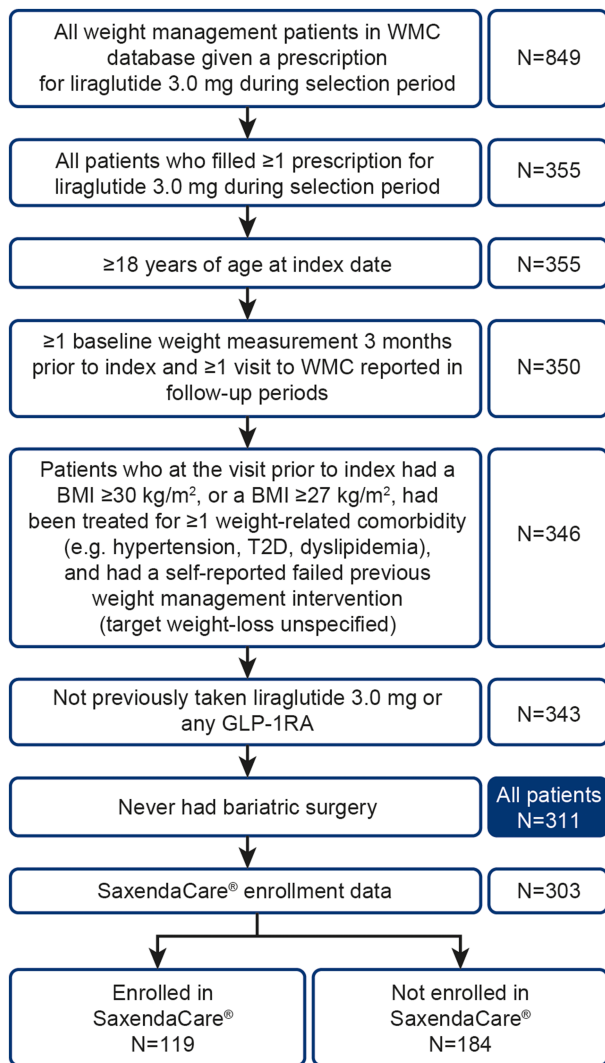 All weight management patients in WMC
database given a prescription
for liraglutide 3.0 mg during selection period
N=849
All patients who filled ≥1 prescription for
liraglutide 3.0 mg during selection period
N=355
≥18 years of age at index date
N=355
≥1 baseline weight measurement 3 months
prior to index and ≥1 visit to WMC reported in
follow-up periods
N=350
Patients who at the visit prior to index had a
BMI ≥30 kg/m², or a BMI ≥27 kg/m², had
been treated for ≥1 weight-related comorbidity
(e.g. hypertension, T2D, dyslipidemia),
and had a self-reported failed previous
weight management intervention
(target weight-loss unspecified)
N=346
Not previously taken liraglutide 3.0 mg or
any GLP-1RA
N=343
Never had bariatric surgery
All patients
N=311
SaxendaCare® enrollment data
N=303
Enrolled in
SaxendaCare®
N=119
Not enrolled in
SaxendaCare®
N=184